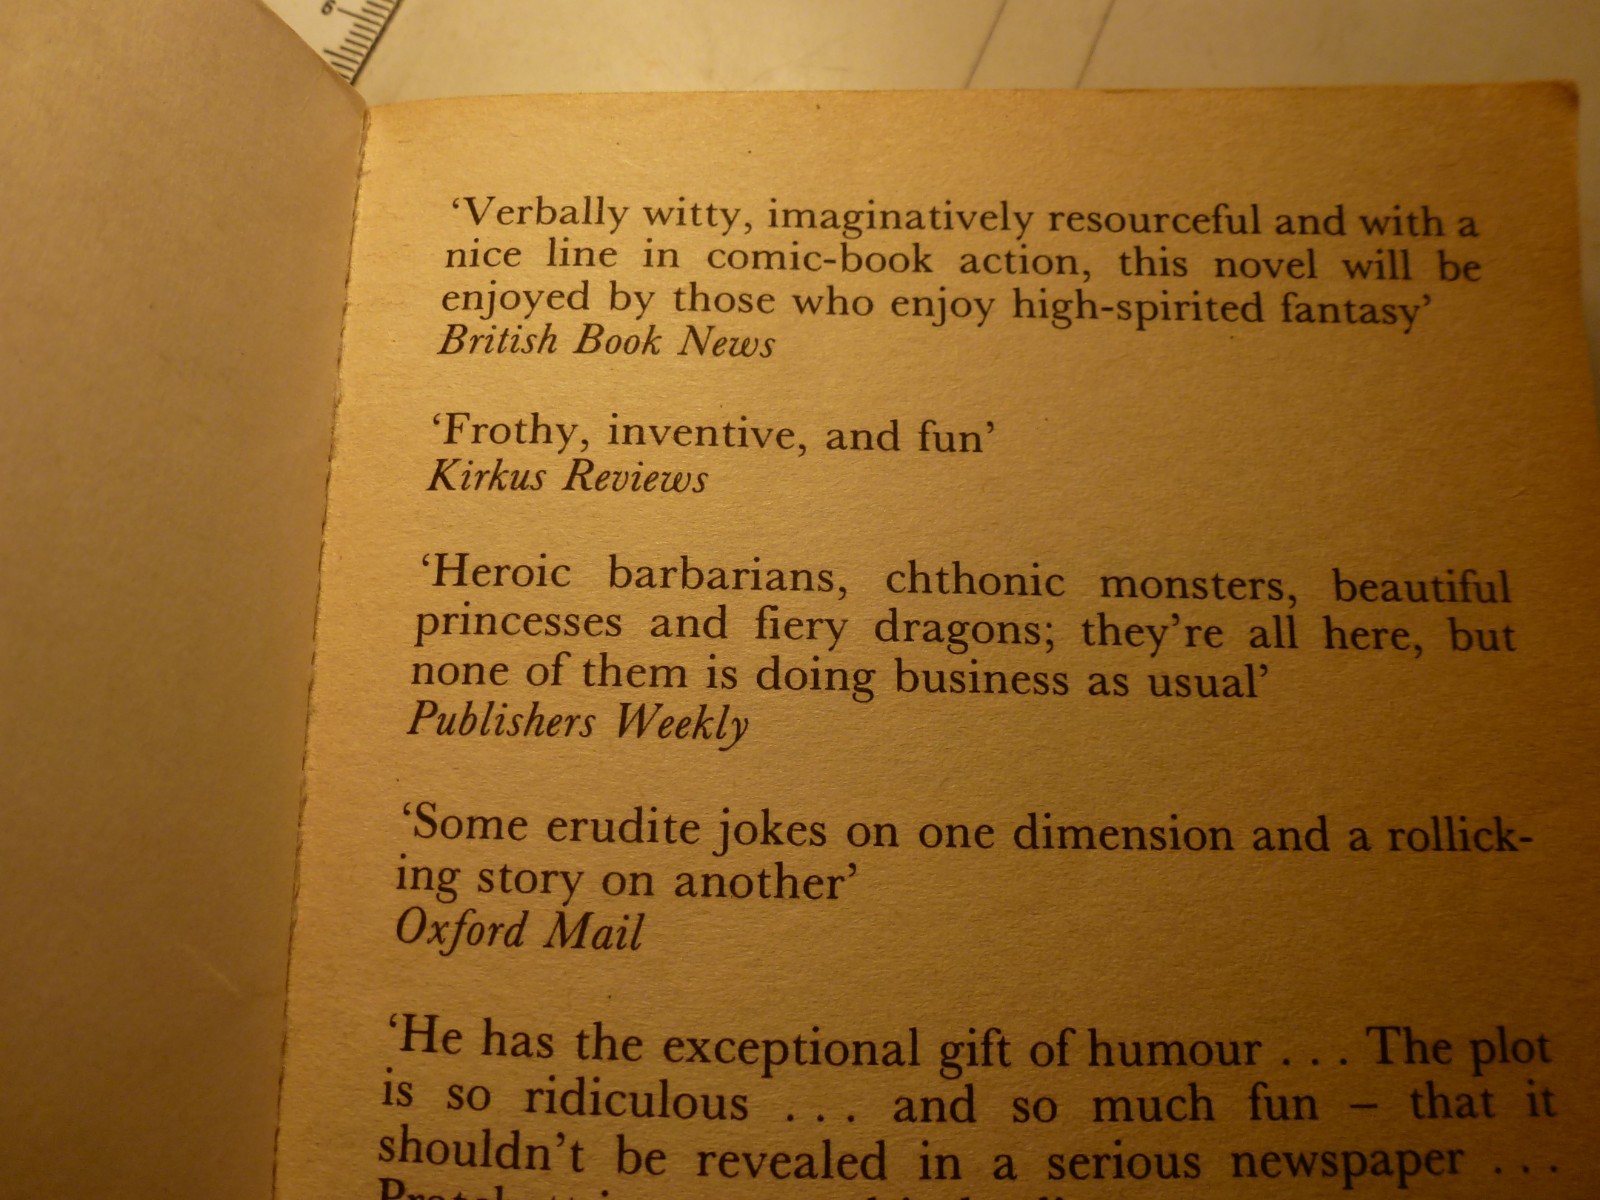 6
‘Verbally witty, imaginatively resourceful and with a
nice line in comic-book action, this novel will be
enjoyed by those who enjoy high-spirited fantasy’
British Book News
‘Frothy, inventive, and fun’
Kirkus Reviews
‘Heroic barbarians, chthonic monsters, beautiful
princesses and fiery dragons; they’re all here, but
none of them is doing business as usual’
Publishers Weekly
‘Some erudite jokes on one dimension and a rollick-
ing story on another’
Oxford Mail
‘He has the exceptional gift of humour . . . The plot
is so ridiculous . . . and so much fun – that it
shouldn’t be revealed in a serious newspaper . . .